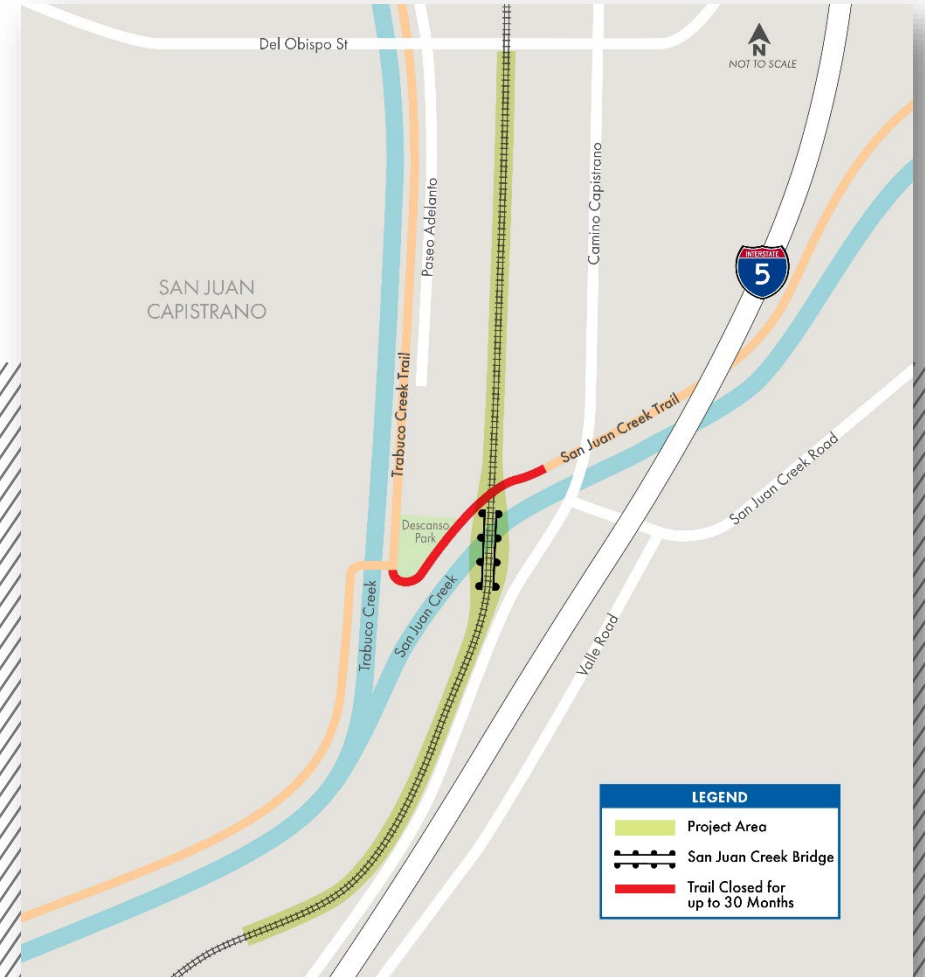 Del Obispo St
N
NOT TO SCALE
Paseo Adelanto
Camino Capistrano
INTERSTATE
5
SAN JUAN
CAPISTRANO
Trabuco Creek Trail
San Juan Creek Trail
San Juan Creek Road
Descanso
Park
Trabuco Creek
San Juan Creek
Valle Road
LEGEND
Project Area
San Juan Creek Bridge
Trail Closed for
up to 30 Months